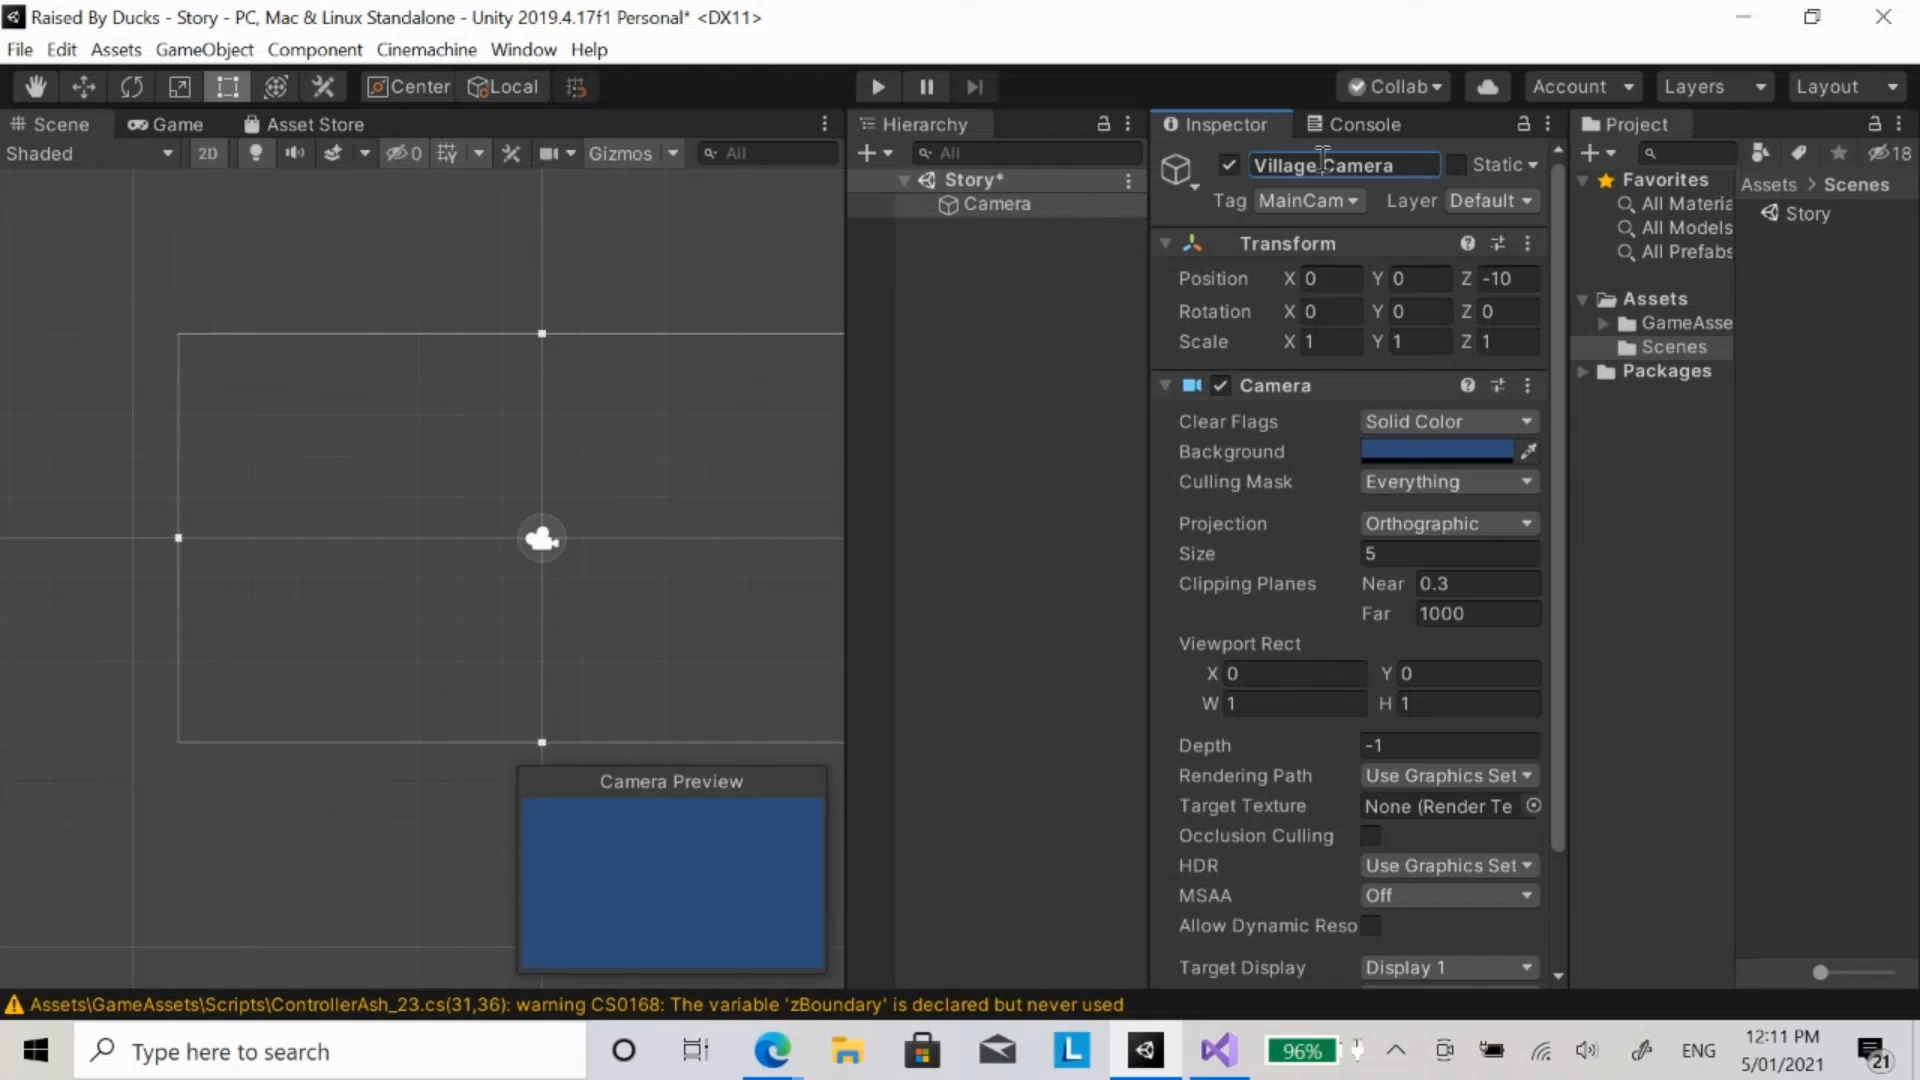 Raised By Ducks - Story - PC, Mac & Linux Standalone - Unity 2019.4.17f1 Personal* <DX11>
File Edit Assets GameObject Component Cinemachine Window Help
Center Local Collab Account Layers Layout
Scene Game Asset Store
Shaded 2D 0 Gizmos All
Camera Preview
Hierarchy
All
Story*
Camera
Inspector Console
Village Camera Static
Tag MainCam Layer Default
Transform
Position X 0 Y 0 Z -10
Rotation X 0 Y 0 Z 0
Scale X 1 Y 1 Z 1
Camera
Clear Flags Solid Color
Background
Culling Mask Everything
Projection Orthographic
Size 5
Clipping Planes Near 0.3
Far 1000
Viewport Rect
X 0 Y 0
W 1 H 1
Depth -1
Rendering Path Use Graphics Set
Target Texture None (Render Te
Occlusion Culling
HDR Use Graphics Set
MSAA Off
Allow Dynamic Reso
Target Display Display 1
Project
18
Favorites
All Materia
All Models
All Prefabs
Assets
GameAsse
Scenes
Packages
Assets > Scenes
Story
Assets\GameAssets\Scripts\ControllerAsh_23.cs(31,36): warning CS0168: The variable 'zBoundary' is declared but never used
Type here to search
L
96%
ENG
12:11 PM
5/01/2021
21